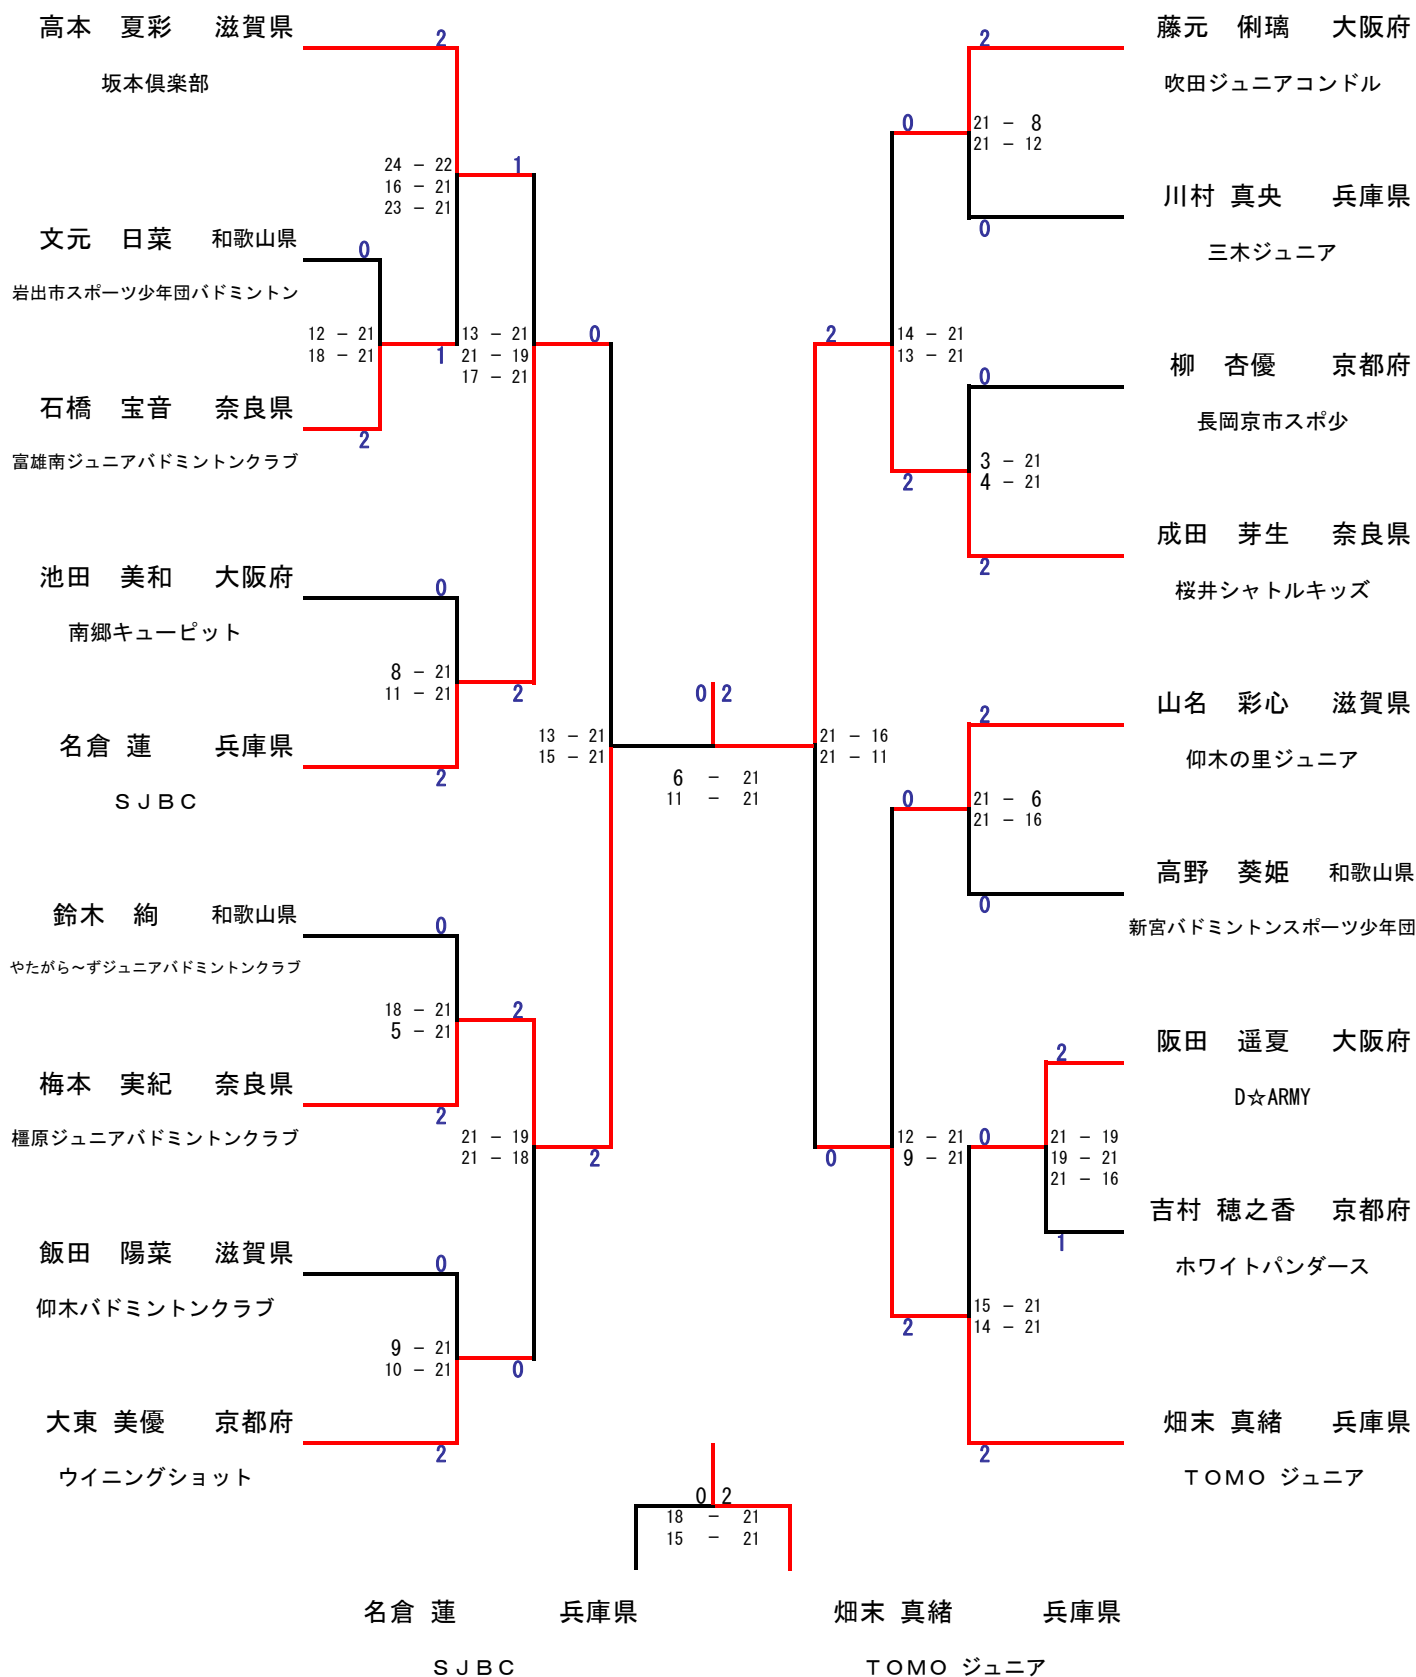 高本 夏彩 滋賀県
坂本倶楽部
2
24 － 22
16 － 21
23 － 21
1
文元 日菜 和歌山県
岩出市スポーツ少年団バドミントン
0
12 － 21
18 － 21
1
石橋 宝音 奈良県
富雄南ジュニアバドミントンクラブ
2
13 － 21
21 － 19
17 － 21
0
池田 美和 大阪府
南郷キューピット
0
8 － 21
11 － 21
2
名倉 蓮 兵庫県
ＳＪＢＣ
2
13 － 21
15 － 21
鈴木 絢 和歌山県
やたがら～ずジュニアバドミントンクラブ
0
18 － 21
5 － 21
2
梅本 実紀 奈良県
橿原ジュニアバドミントンクラブ
2
21 － 19
21 － 18
2
飯田 陽菜 滋賀県
仰木バドミントンクラブ
0
9 － 21
10 － 21
0
大東 美優 京都府
ウイニングショット
2
0 2
6 － 21
11 － 21
藤元 俐璃 大阪府
吹田ジュニアコンドル
2
21 － 8
21 － 12
0
川村 真央 兵庫県
三木ジュニア
0
14 － 21
13 － 21
2
柳 杏優 京都府
長岡京市スポ少
0
3 － 21
4 － 21
2
成田 芽生 奈良県
桜井シャトルキッズ
2
21 － 16
21 － 11
山名 彩心 滋賀県
仰木の里ジュニア
2
21 － 6
21 － 16
0
高野 葵姫 和歌山県
新宮バドミントンスポーツ少年団
0
12 － 21
9 － 21
0
阪田 遥夏 大阪府
D☆ARMY
2
21 － 19
19 － 21
21 － 16
0
吉村 穂之香 京都府
ホワイトパンダース
1
15 － 21
14 － 21
2
畑末 真緒 兵庫県
ＴＯＭＯ ジュニア
2
0 2
18 － 21
15 － 21
名倉 蓮 兵庫県
ＳＪＢＣ
畑末 真緒 兵庫県
ＴＯＭＯ ジュニア